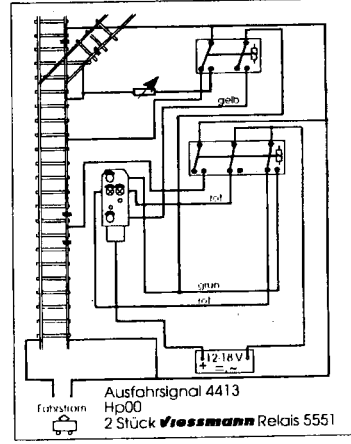 gelb
rot
grün
rot
12-18 V
+ = , ~
Fahrstrom
Ausfahrsignal 4413
Hp00
2 Stück Viessmann Relais 5551